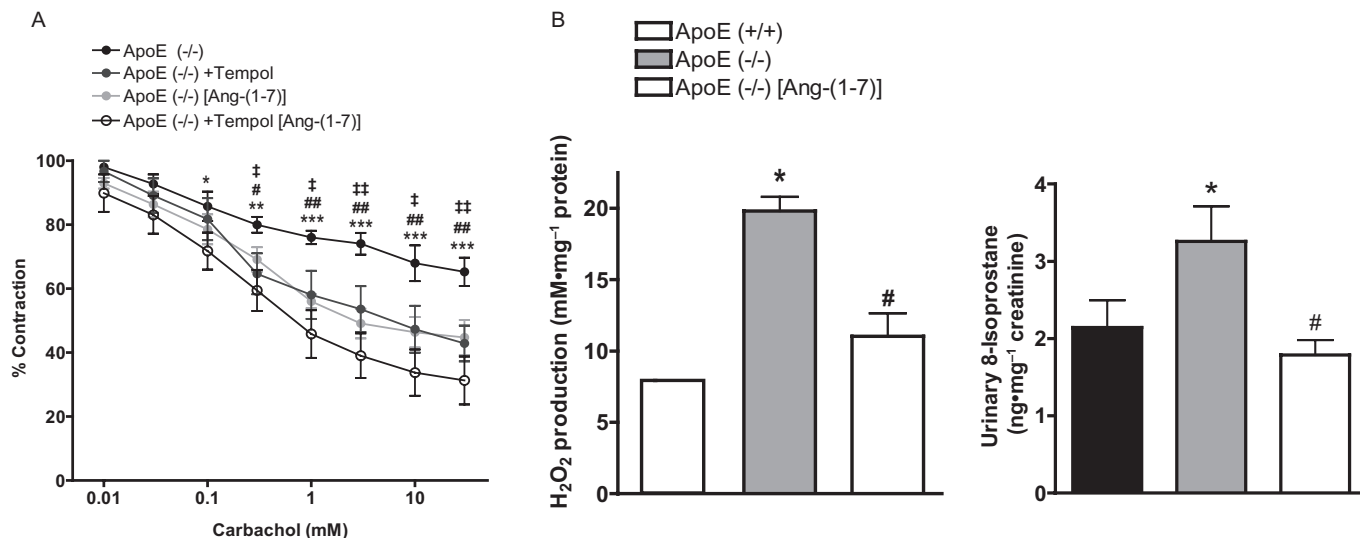 A
ApoE (-/-)
ApoE (-/-) +Tempol
ApoE (-/-) [Ang-(1-7)]
ApoE (-/-) +Tempol [Ang-(1-7)]
100
80
60
40
20
0
% Contraction
* ‡ ‡ ‡‡ ‡ ‡‡
# ## ## ## ##
** *** *** *** ***
0.01 0.1 1 10
Carbachol (mM)
B
ApoE (+/+)
ApoE (-/-)
ApoE (-/-) [Ang-(1-7)]
H₂O₂ production (mM•mg⁻¹ protein)
20
15
10
5
0
*
#
Urinary 8-Isoprostane
(ng•mg⁻¹ creatinine)
4
3
2
1
0
*
#